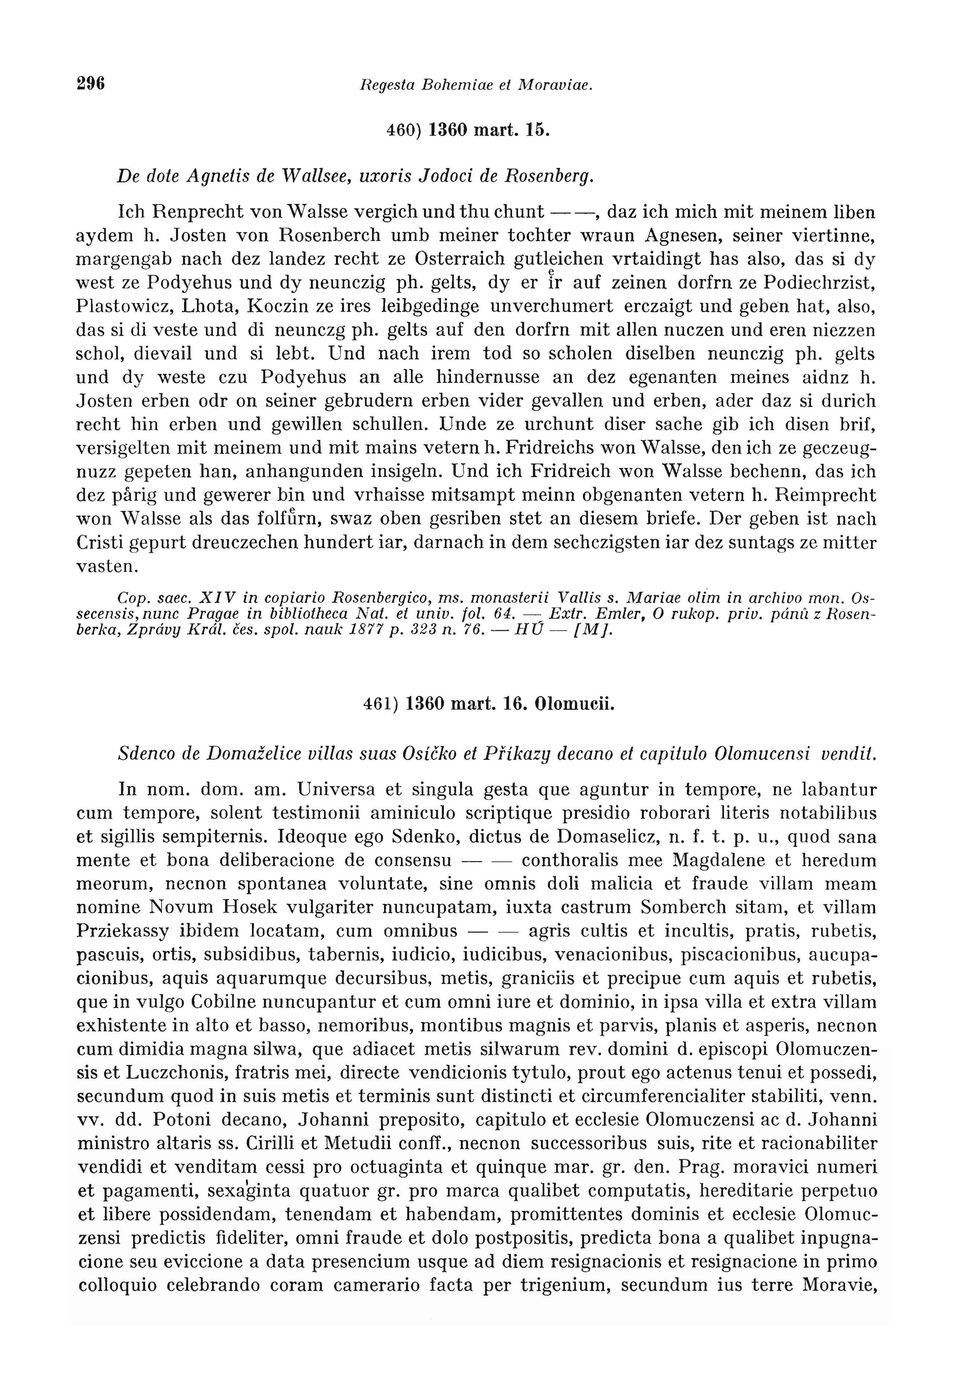 296 Regesta Bohemiae et Moraviae.
460) 1360 mart. 15.
De dote Agnetis de Wallsee, uxoris Jodoci de Rosenberg.
Ich Renprecht von Walsse vergich und thu chunt — —, daz ich mich mit meinem liben
aydem h. Josten von Rosenberch umb meiner tochter wraun Agnesen, seiner viertinne,
margengab nach dez landez recht ze Osterraich gutleichen vrtaidingt has also, das si dy
west ze Podyehus und dy neunczig ph. gelts, dy er iͤr auf zeinen dorfrn ze Podiechrzist,
Plastowicz, Lhota, Koczin ze ires leibgedinge unverchumert erczaigt und geben hat, also,
das si di veste und di neunczg ph. gelts auf den dorfrn mit allen nuczen und eren niezzen
schol, dievail und si lebt. Und nach irem tod so scholen diselben neunczig ph. gelts
und dy weste czu Podyehus an alle hindernusse an dez egenanten meines aidnz h.
Josten erben odr on seiner gebrudern erben vider gevallen und erben, ader daz si durich
recht hin erben und gewillen schullen. Unde ze urchunt diser sache gib ich disen brif,
versigelten mit meinem und mit mains vetern h. Fridreichs won Walsse, den ich ze geczeug-
nuzz gepeten han, anhangunden insigeln. Und ich Fridreich won Walsse bechenn, das ich
dez pårig und gewerer bin und vrhaisse mitsampt meinn obgenanten vetern h. Reimprecht
won Walsse als das folfuͤrn, swaz oben gesriben stet an diesem briefe. Der geben ist nach
Cristi gepurt dreuczechen hundert iar, darnach in dem sechczigsten iar dez suntags ze mitter
vasten.
Cop. saec. XIV in copiario Rosenbergico, ms. monasterii Vallis s. Mariae olim in archivo mon. Os-
secensis, nunc Pragae in bibliotheca Nat. et univ. fol. 64. — Extr. Emler, O rukop. priv. pánů z Rosen-
berka, Zprávy Král. čes. spol. nauk 1877 p. 323 n. 76. — HÚ — [M].
461) 1360 mart. 16. Olomucii.
Sdenco de Domaželice villas suas Osíčko et Příkazy decano et capitulo Olomucensi vendit.
In nom. dom. am. Universa et singula gesta que aguntur in tempore, ne labantur
cum tempore, solent testimonii aminiculo scriptique presidio roborari literis notabilibus
et sigillis sempiternis. Ideoque ego Sdenko, dictus de Domaselicz, n. f. t. p. u., quod sana
mente et bona deliberacione de consensu — — conthoralis mee Magdalene et heredum
meorum, necnon spontanea voluntate, sine omnis doli malicia et fraude villam meam
nomine Novum Hosek vulgariter nuncupatam, iuxta castrum Somberch sitam, et villam
Prziekassy ibidem locatam, cum omnibus — — agris cultis et incultis, pratis, rubetis,
pascuis, ortis, subsidibus, tabernis, iudicio, iudicibus, venacionibus, piscacionibus, aucupa-
cionibus, aquis aquarumque decursibus, metis, graniciis et precipue cum aquis et rubetis,
que in vulgo Cobilne nuncupantur et cum omni iure et dominio, in ipsa villa et extra villam
exhistente in alto et basso, nemoribus, montibus magnis et parvis, planis et asperis, necnon
cum dimidia magna silwa, que adiacet metis silwarum rev. domini d. episcopi Olomuczen-
sis et Luczchonis, fratris mei, directe vendicionis tytulo, prout ego actenus tenui et possedi,
secundum quod in suis metis et terminis sunt distincti et circumferencialiter stabiliti, venn.
vv. dd. Potoni decano, Johanni preposito, capitulo et ecclesie Olomuczensi ac d. Johanni
ministro altaris ss. Cirilli et Metudii conff., necnon successoribus suis, rite et racionabiliter
vendidi et venditam cessi pro octuaginta et quinque mar. gr. den. Prag. moravici numeri
et pagamenti, sexaginta quatuor gr. pro marca qualibet computatis, hereditarie perpetuo
et libere possidendam, tenendam et habendam, promittentes dominis et ecclesie Olomuc-
zensi predictis fideliter, omni fraude et dolo postpositis, predicta bona a qualibet inpugna-
cione seu eviccione a data presencium usque ad diem resignacionis et resignacione in primo
colloquio celebrando coram camerario facta per trigenium, secundum ius terre Moravie,